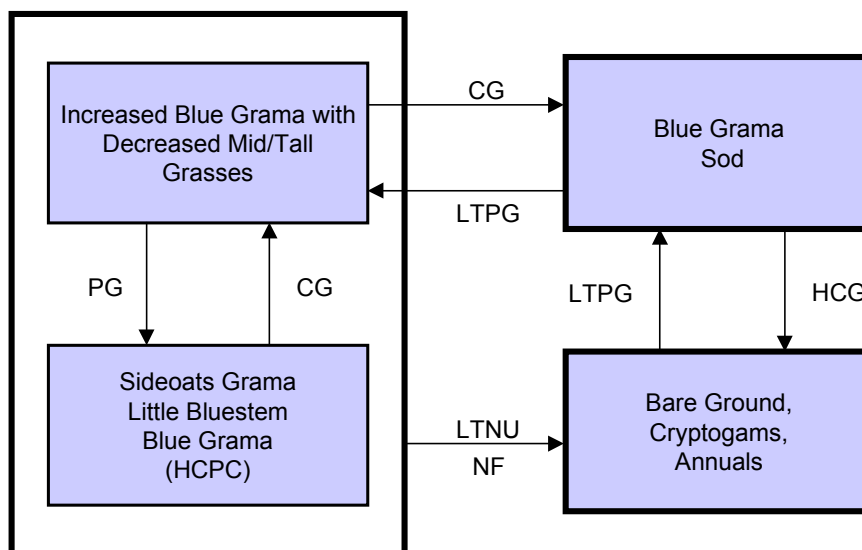 Increased Blue Grama with
Decreased Mid/Tall
Grasses
CG
Blue Grama
Sod
LTPG
PG
CG
LTPG
HCG
Sideoats Grama
Little Bluestem
Blue Grama
(HCPC)
LTNU
NF
Bare Ground,
Cryptogams,
Annuals